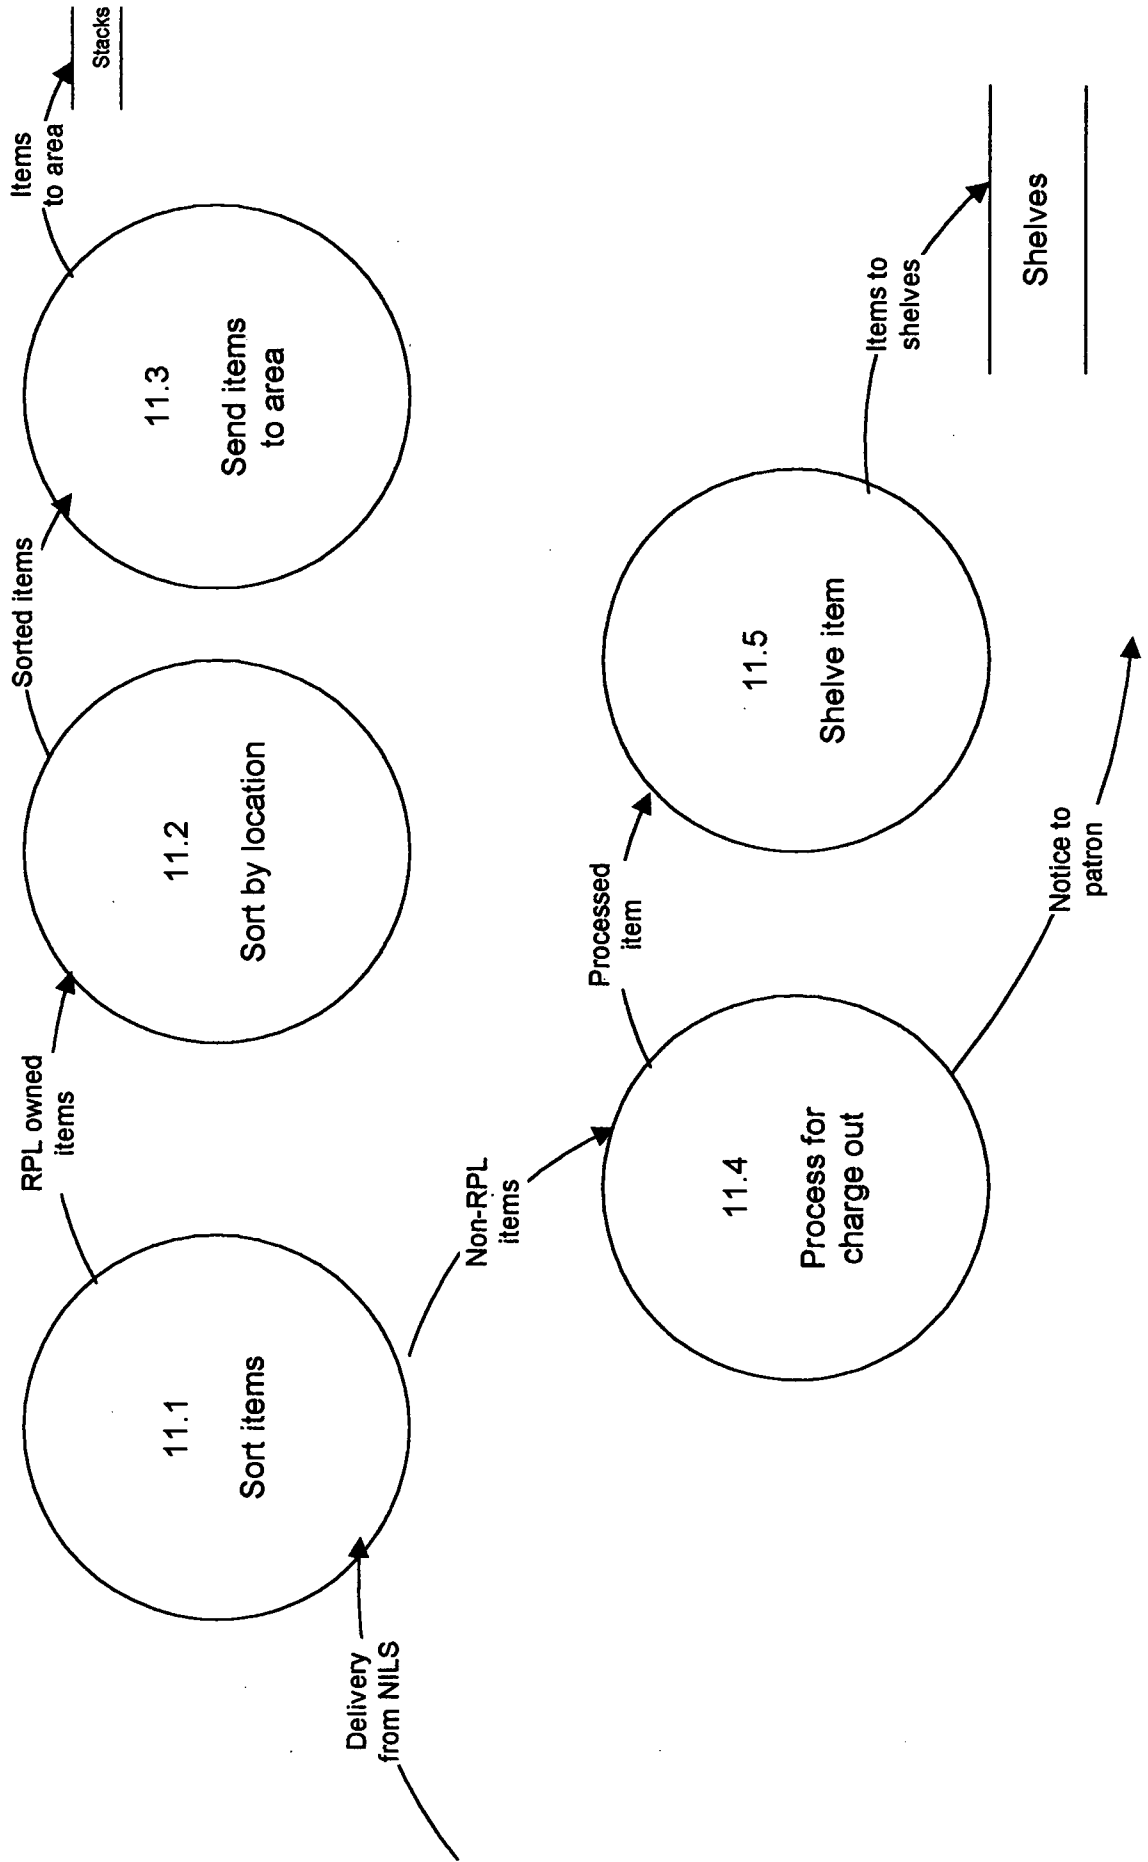 Delivery
from NILS
11.1
Sort items
RPL owned
items
11.2
Sort by location
Sorted items
11.3
Send items
to area
Items
to area
Stacks
Non-RPL
items
11.4
Process for
charge out
Processed
item
11.5
Shelve item
Items to
shelves
Shelves
Notice to
patron